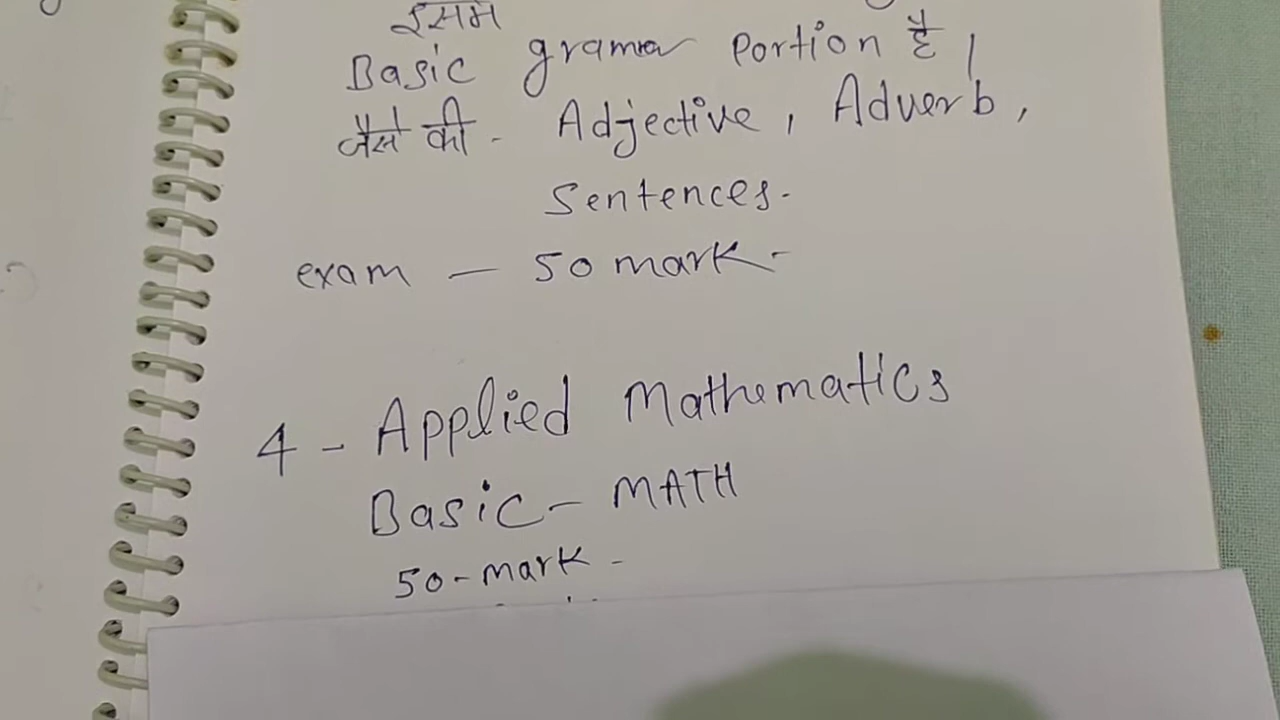 इसमे
Basic gramar Portion है।
जैसे की - Adjective, Adverb,
Sentences.
exam — 50 mark.
4 - Applied Mathematics
Basic - MATH
50 - mark -